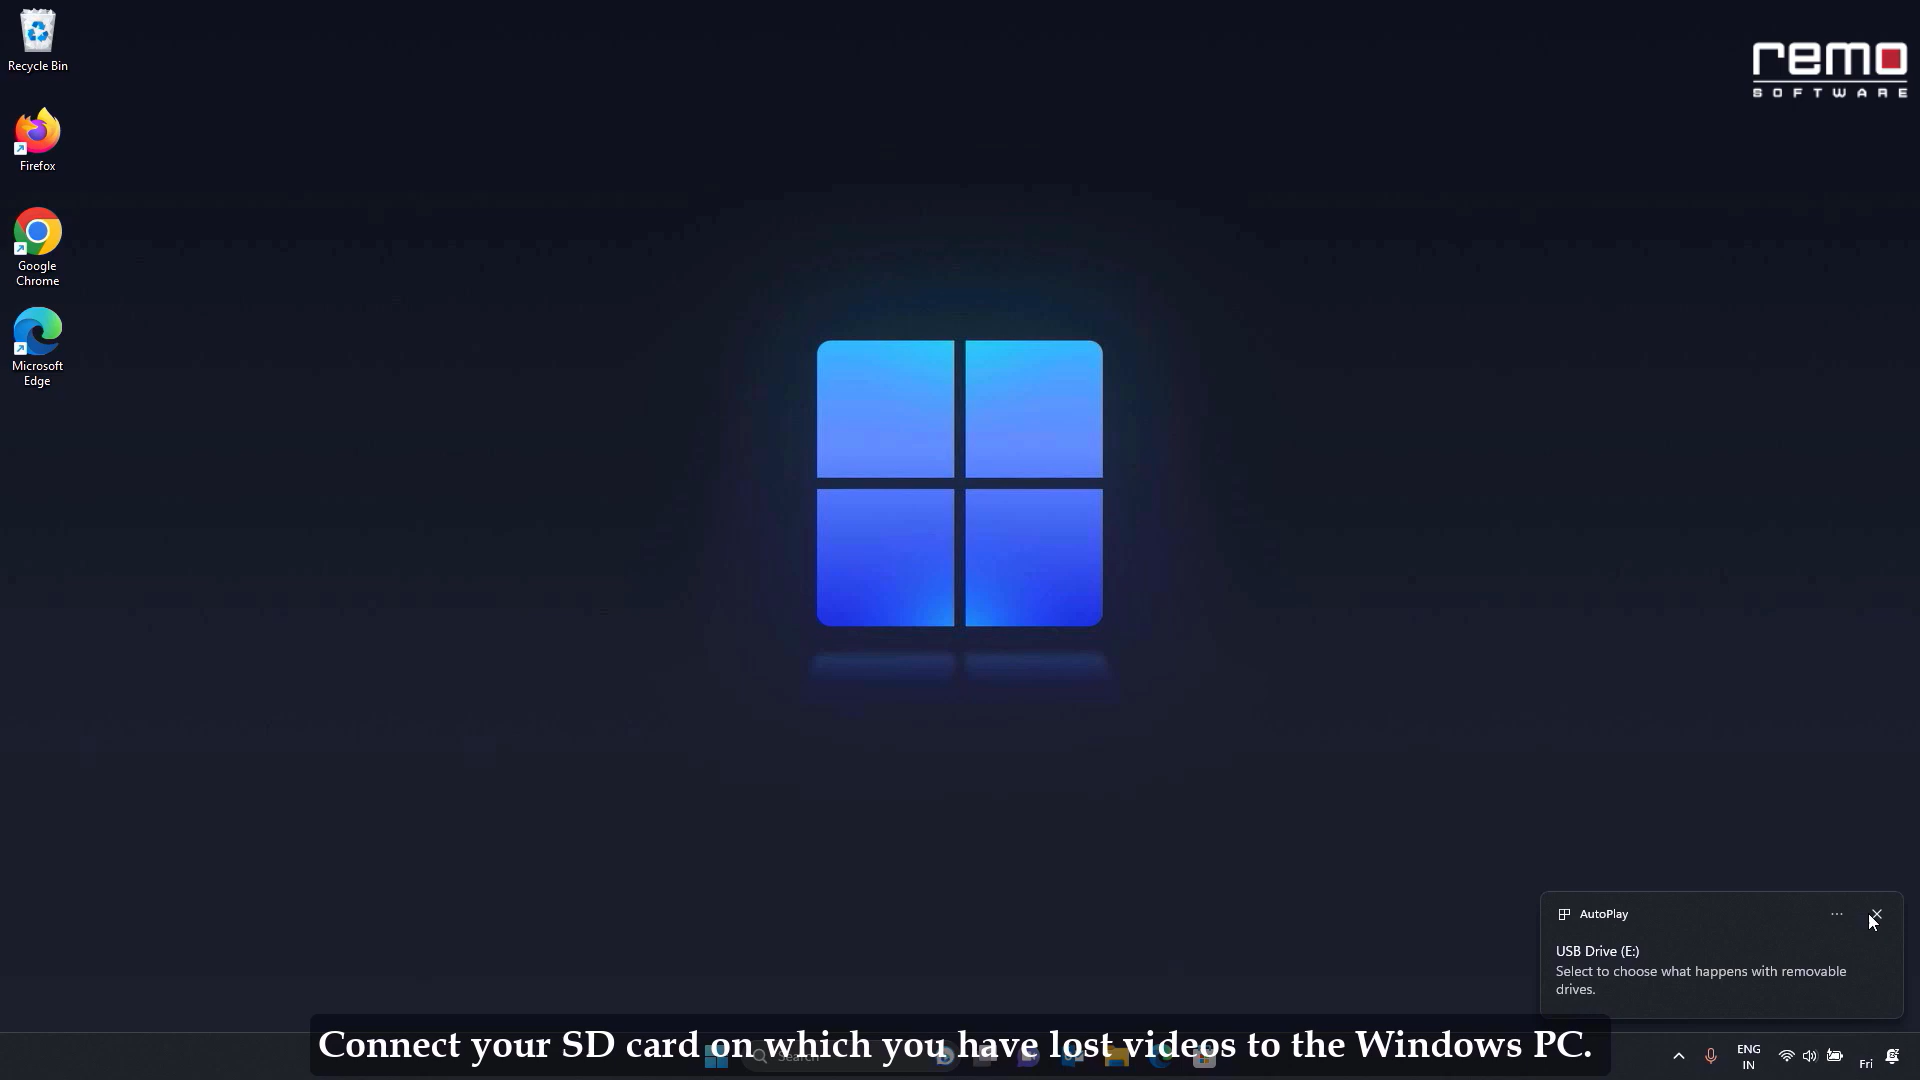 Recycle Bin
remo
SOFTWARE
Firefox
Google
Chrome
Microsoft
Edge
AutoPlay
USB Drive (E:)
Select to choose what happens with removable
drives.
Connect your SD card on which you have lost videos to the Windows PC.
Search
ENG
IN
Fri